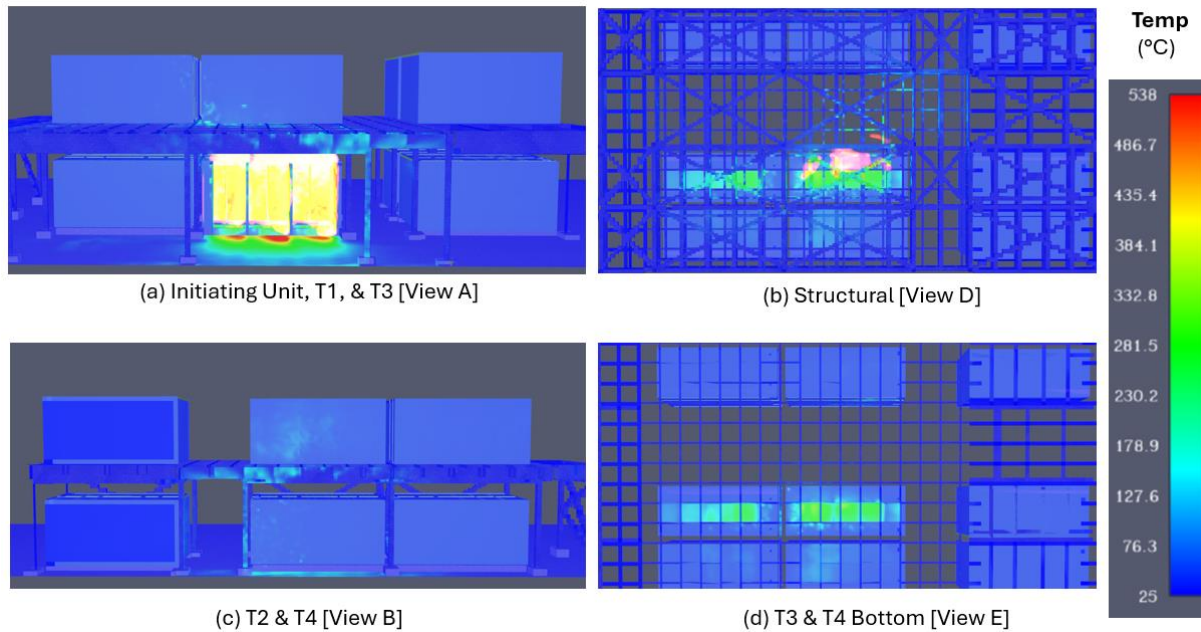 Temp
(°C)
538
486.7
435.4
384.1
332.8
281.5
230.2
178.9
127.6
76.3
25
(a) Initiating Unit, T1, & T3 [View A]
(b) Structural [View D]
(c) T2 & T4 [View B]
(d) T3 & T4 Bottom [View E]